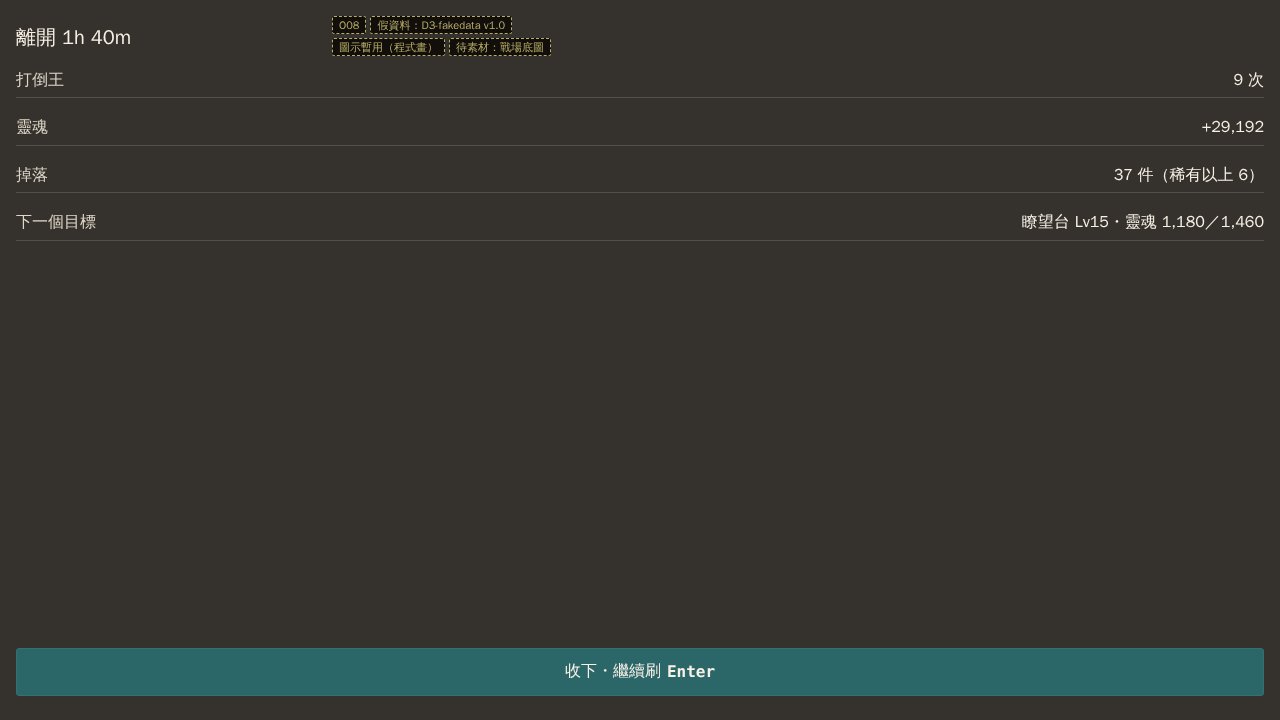 離開 1h 40m
008 假資料：D3-fakedata v1.0
圖示暫用（程式畫） 待素材：戰場底圖
打倒王 9 次
靈魂 +29,192
掉落 37 件（稀有以上 6）
下一個目標 瞭望台 Lv15・靈魂 1,180／1,460
收下・繼續刷 Enter